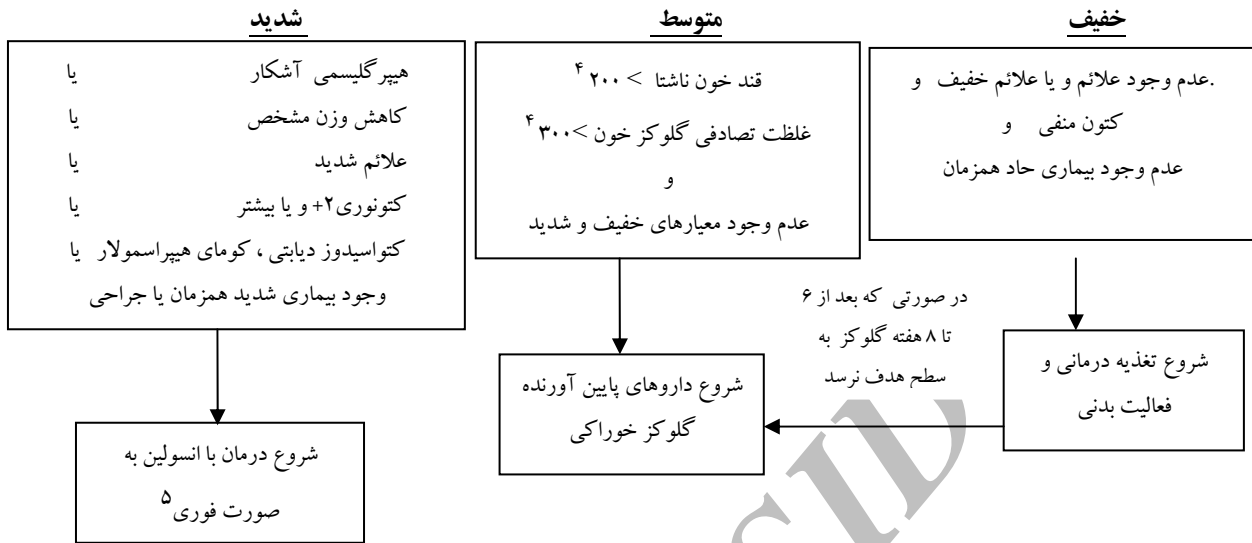 خفیف
.عدم وجود علائم و یا علائم خفیف و
کتون منفی و
عدم وجود بیماری حاد همزمان
متوسط
قند خون ناشتا > ۲۰۰ ۴
غلظت تصادفی گلوکز خون >۳۰۰ ۴
و
عدم وجود معیارهای خفیف و شدید
شدید
هیپرگلیسمی آشکار یا
کاهش وزن مشخص یا
علائم شدید یا
کتونوری۲+ و یا بیشتر یا
کتواسیدوز دیابتی ، کومای هیپراسمولار یا
وجود بیماری شدید همزمان یا جراحی
شروع تغذیه درمانی و
فعالیت بدنی
در صورتی که بعد از ۶
تا ۸ هفته گلوکز به
سطح هدف نرسد
شروع داروهای پایین آورنده
گلوکز خوراکی
شروع درمان با انسولین به
صورت فوری۵
SID